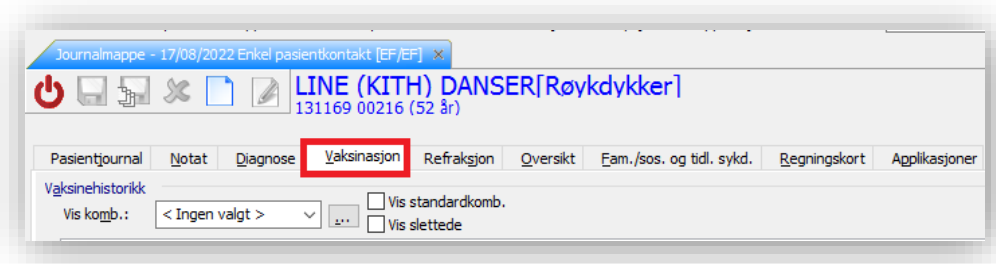 Journalmappe - 17/08/2022 Enkel pasientkontakt [EF/EF]
LINE (KITH) DANSER[Røykdykker]
131169 00216 (52 år)
Pasientjournal Notat Diagnose Vaksinasjon Refraksjon Oversikt Fam./sos. og tidl. sykd. Regningskort Applikasjoner
Vaksinehistorikk
Vis komb.: < Ingen valgt > ... Vis standardkomb.
Vis slettede